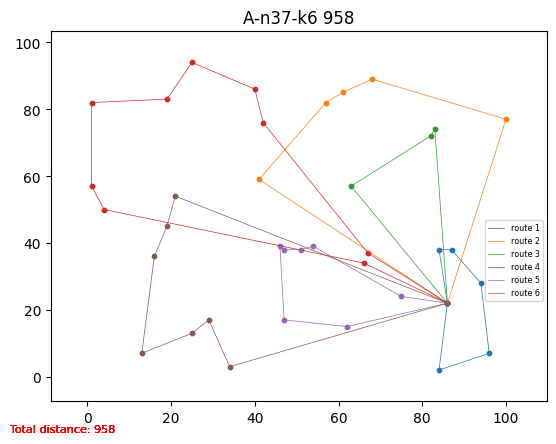 A-n37-k6 958
100
80
60
40
20
0
0 20 40 60 80 100
route 1
route 2
route 3
route 4
route 5
route 6
Total distance: 958